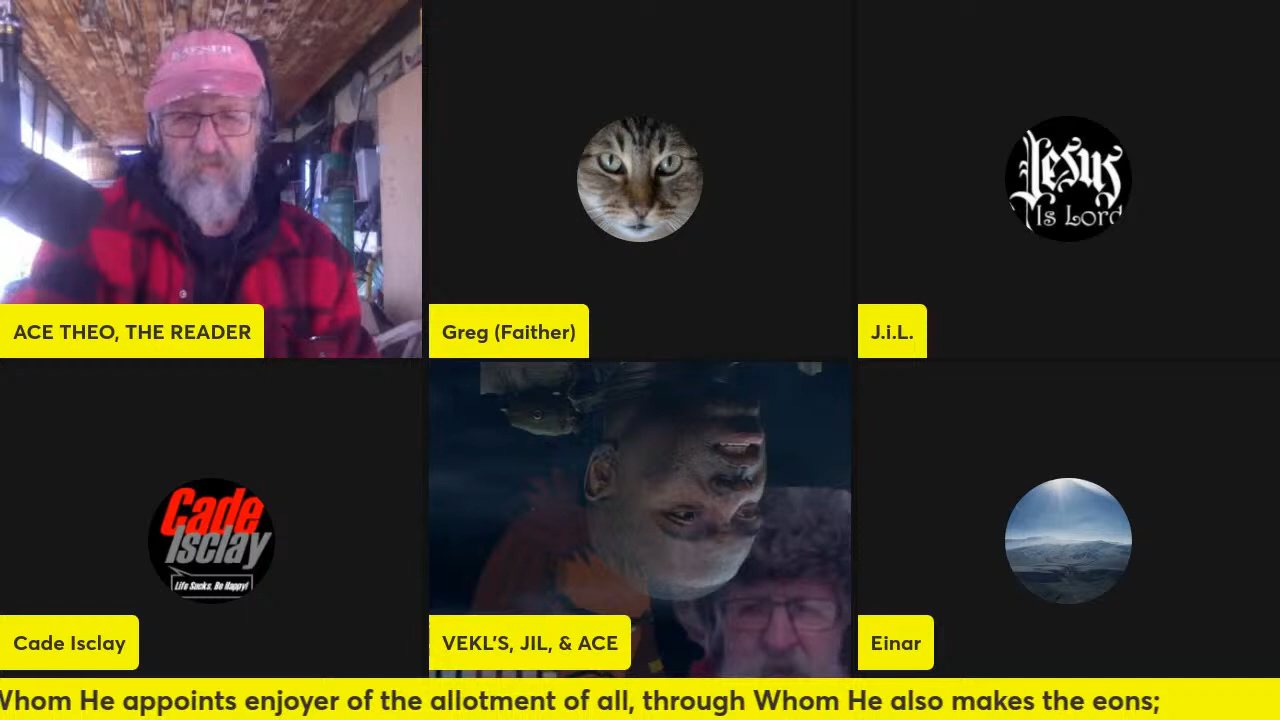 KAESER
ACE THEO, THE READER
Greg (Faither)
Jesus
Is Lord
J.i.L.
Cade
Isclay
Life Sucks, Be Happy!
Cade Isclay
VEKL'S, JIL, & ACE
Einar
Whom He appoints enjoyer of the allotment of all, through Whom He also makes the eons;